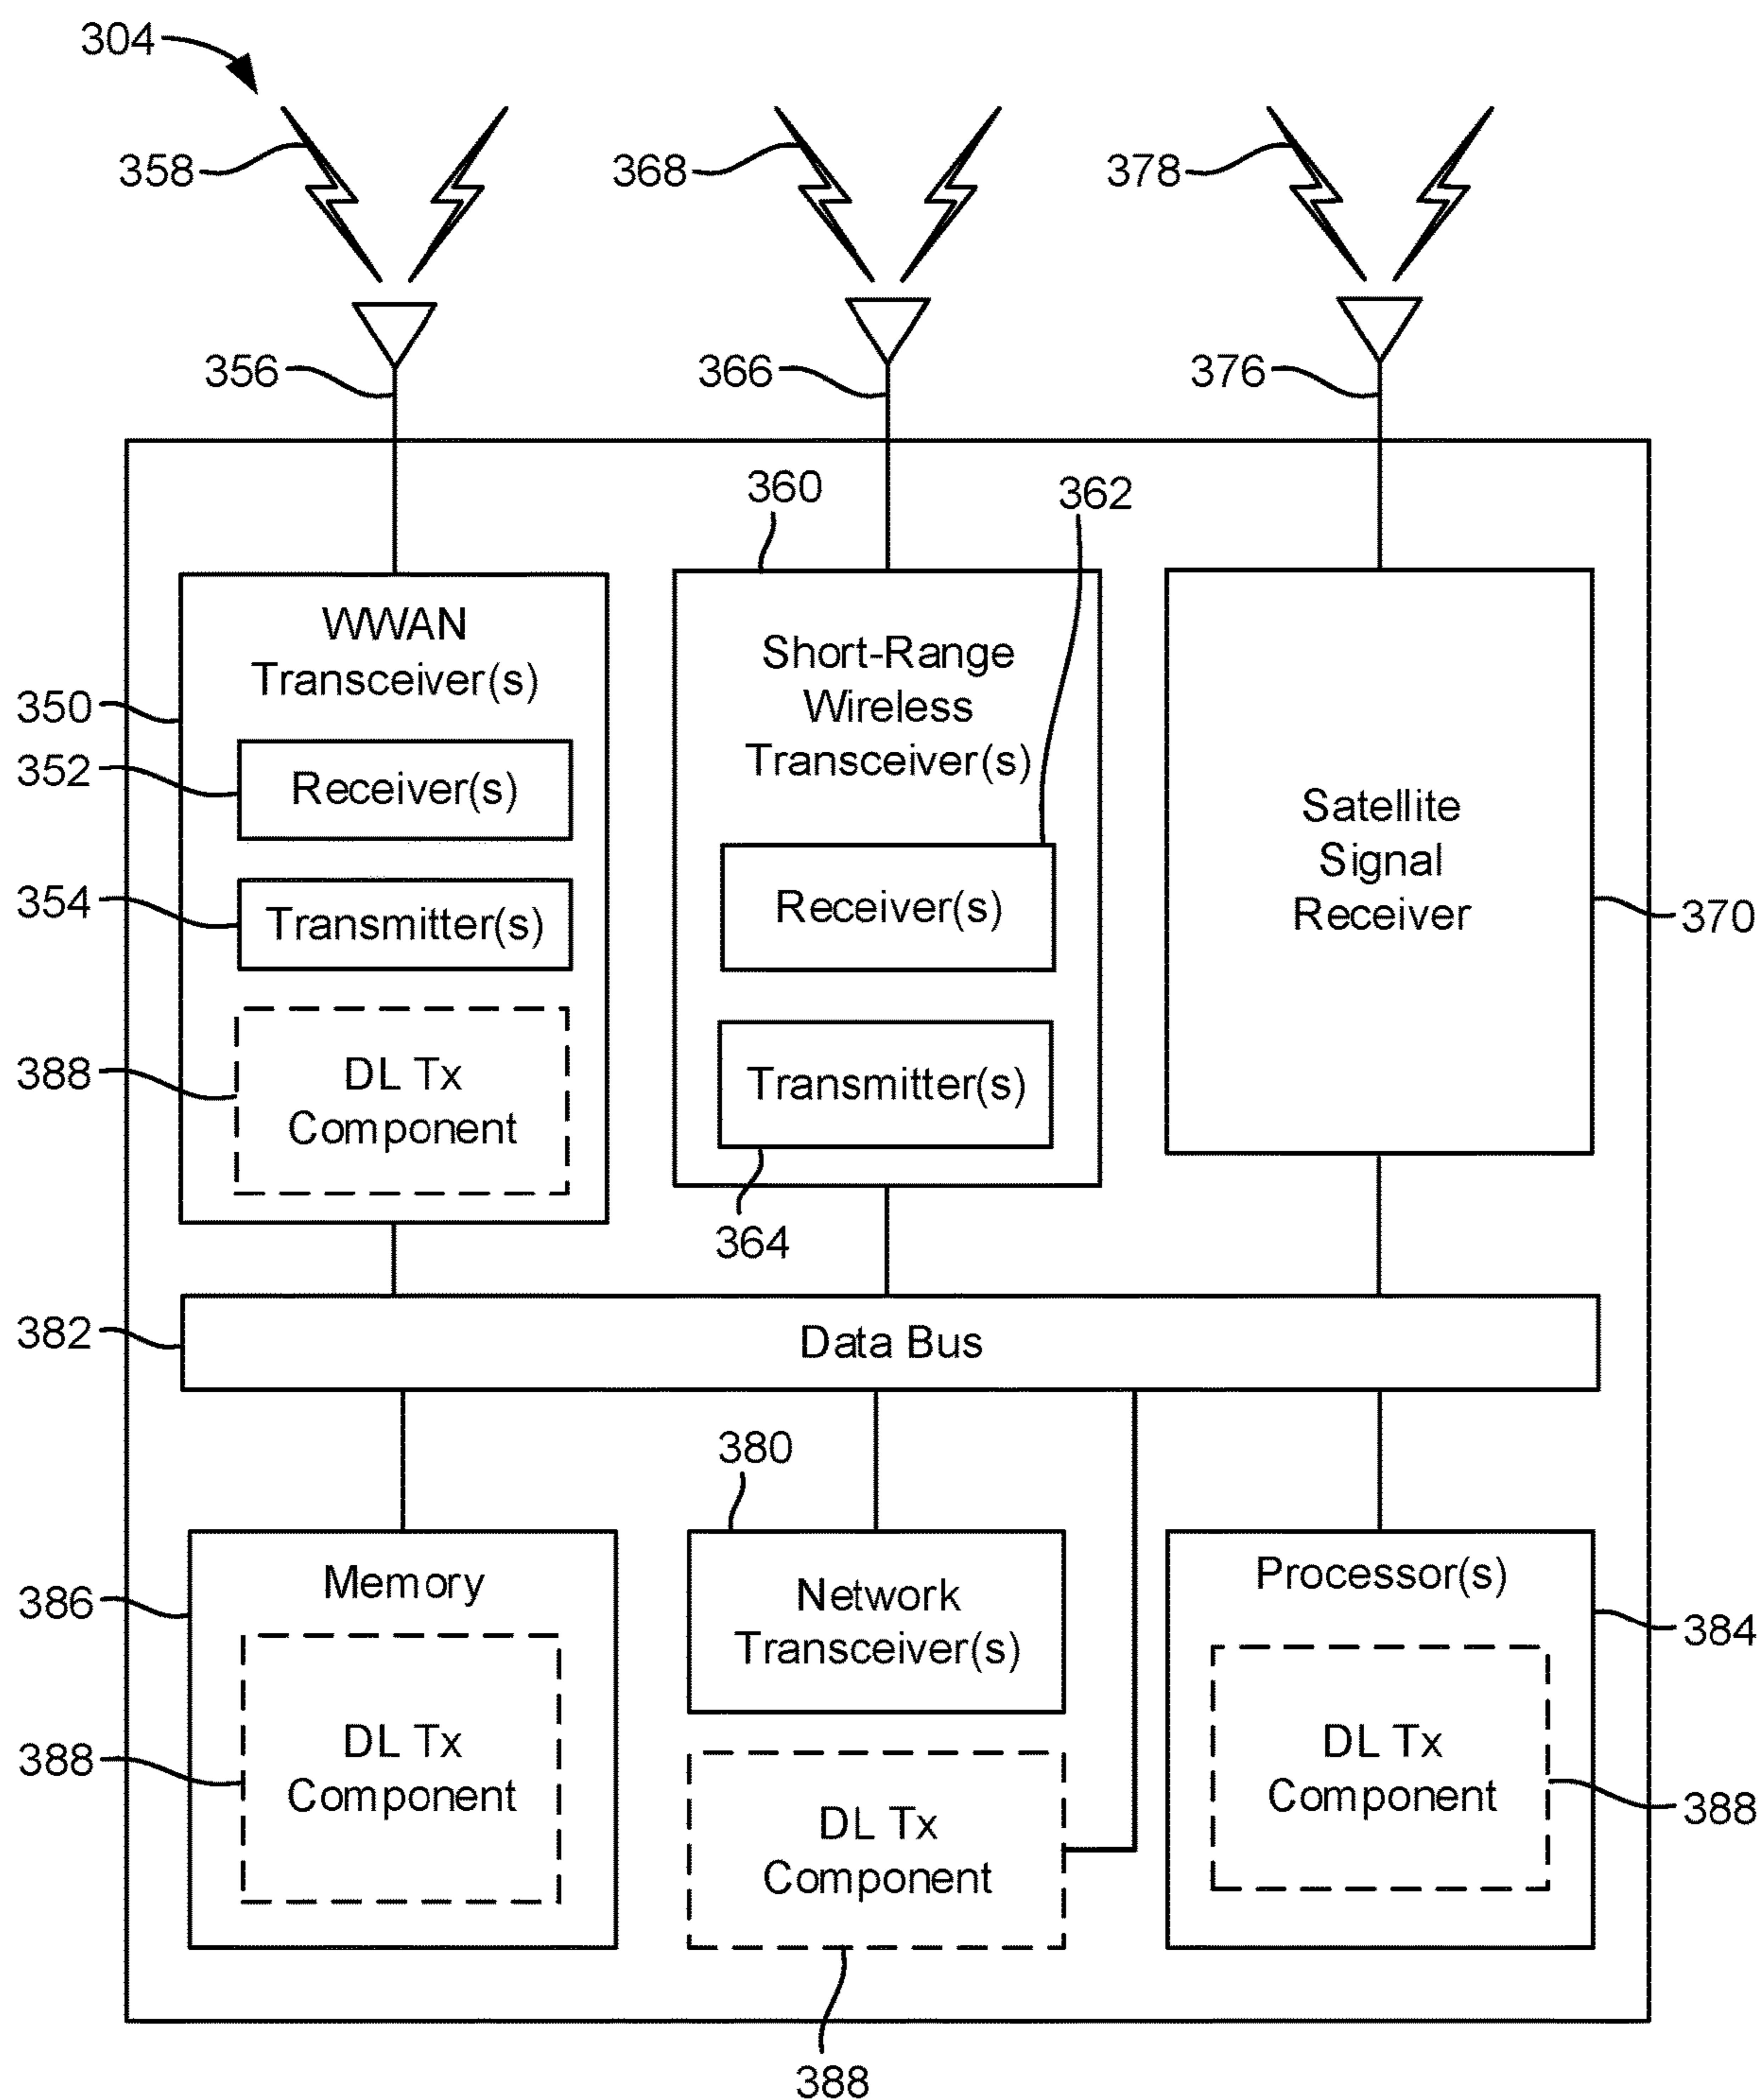 304
358
368
378
356
366
376
360
362
WWAN
Transceiver(s)
Short-Range
Wireless
Transceiver(s)
350
352
Receiver(s)
Satellite
Signal
Receiver
354
Transmitter(s)
Receiver(s)
370
388
DL Tx
Component
Transmitter(s)
364
382
Data Bus
380
386
Memory
Network
Transceiver(s)
Processor(s)
384
388
DL Tx
Component
DL Tx
Component
DL Tx
Component
388
388